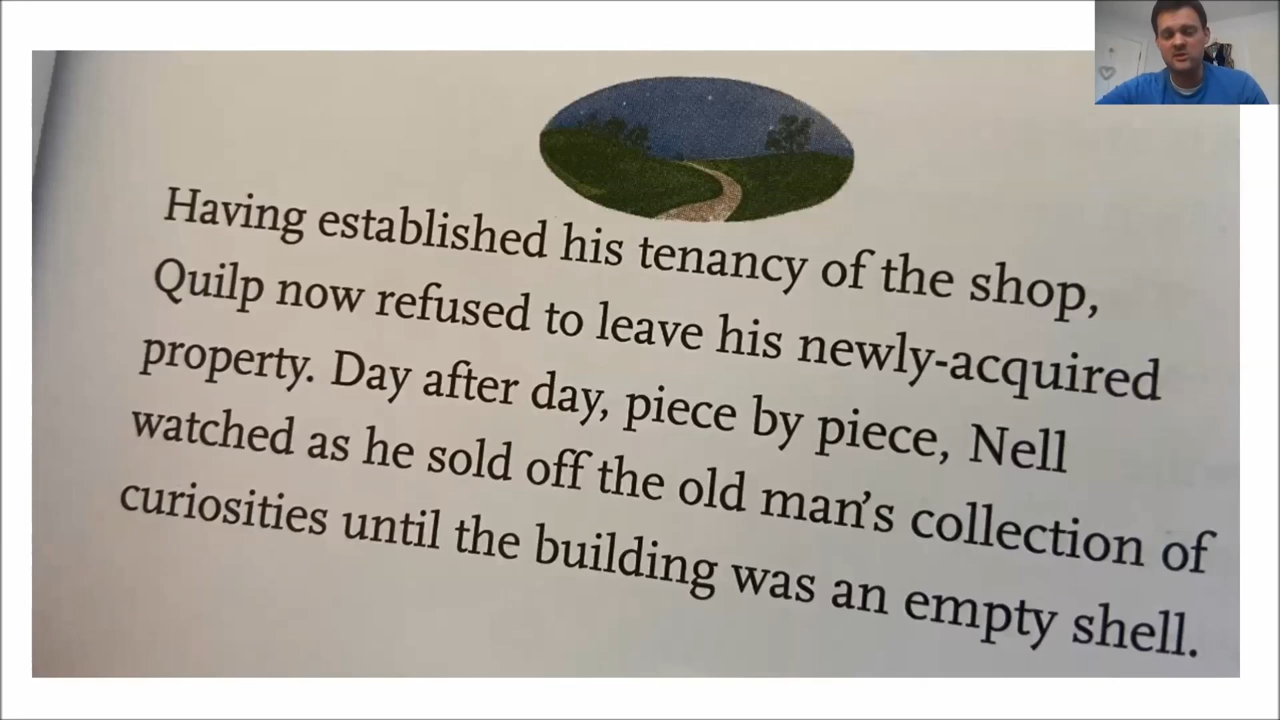 Having established his tenancy of the shop,
Quilp now refused to leave his newly-acquired
property. Day after day, piece by piece, Nell
watched as he sold off the old man's collection of
curiosities until the building was an empty shell.